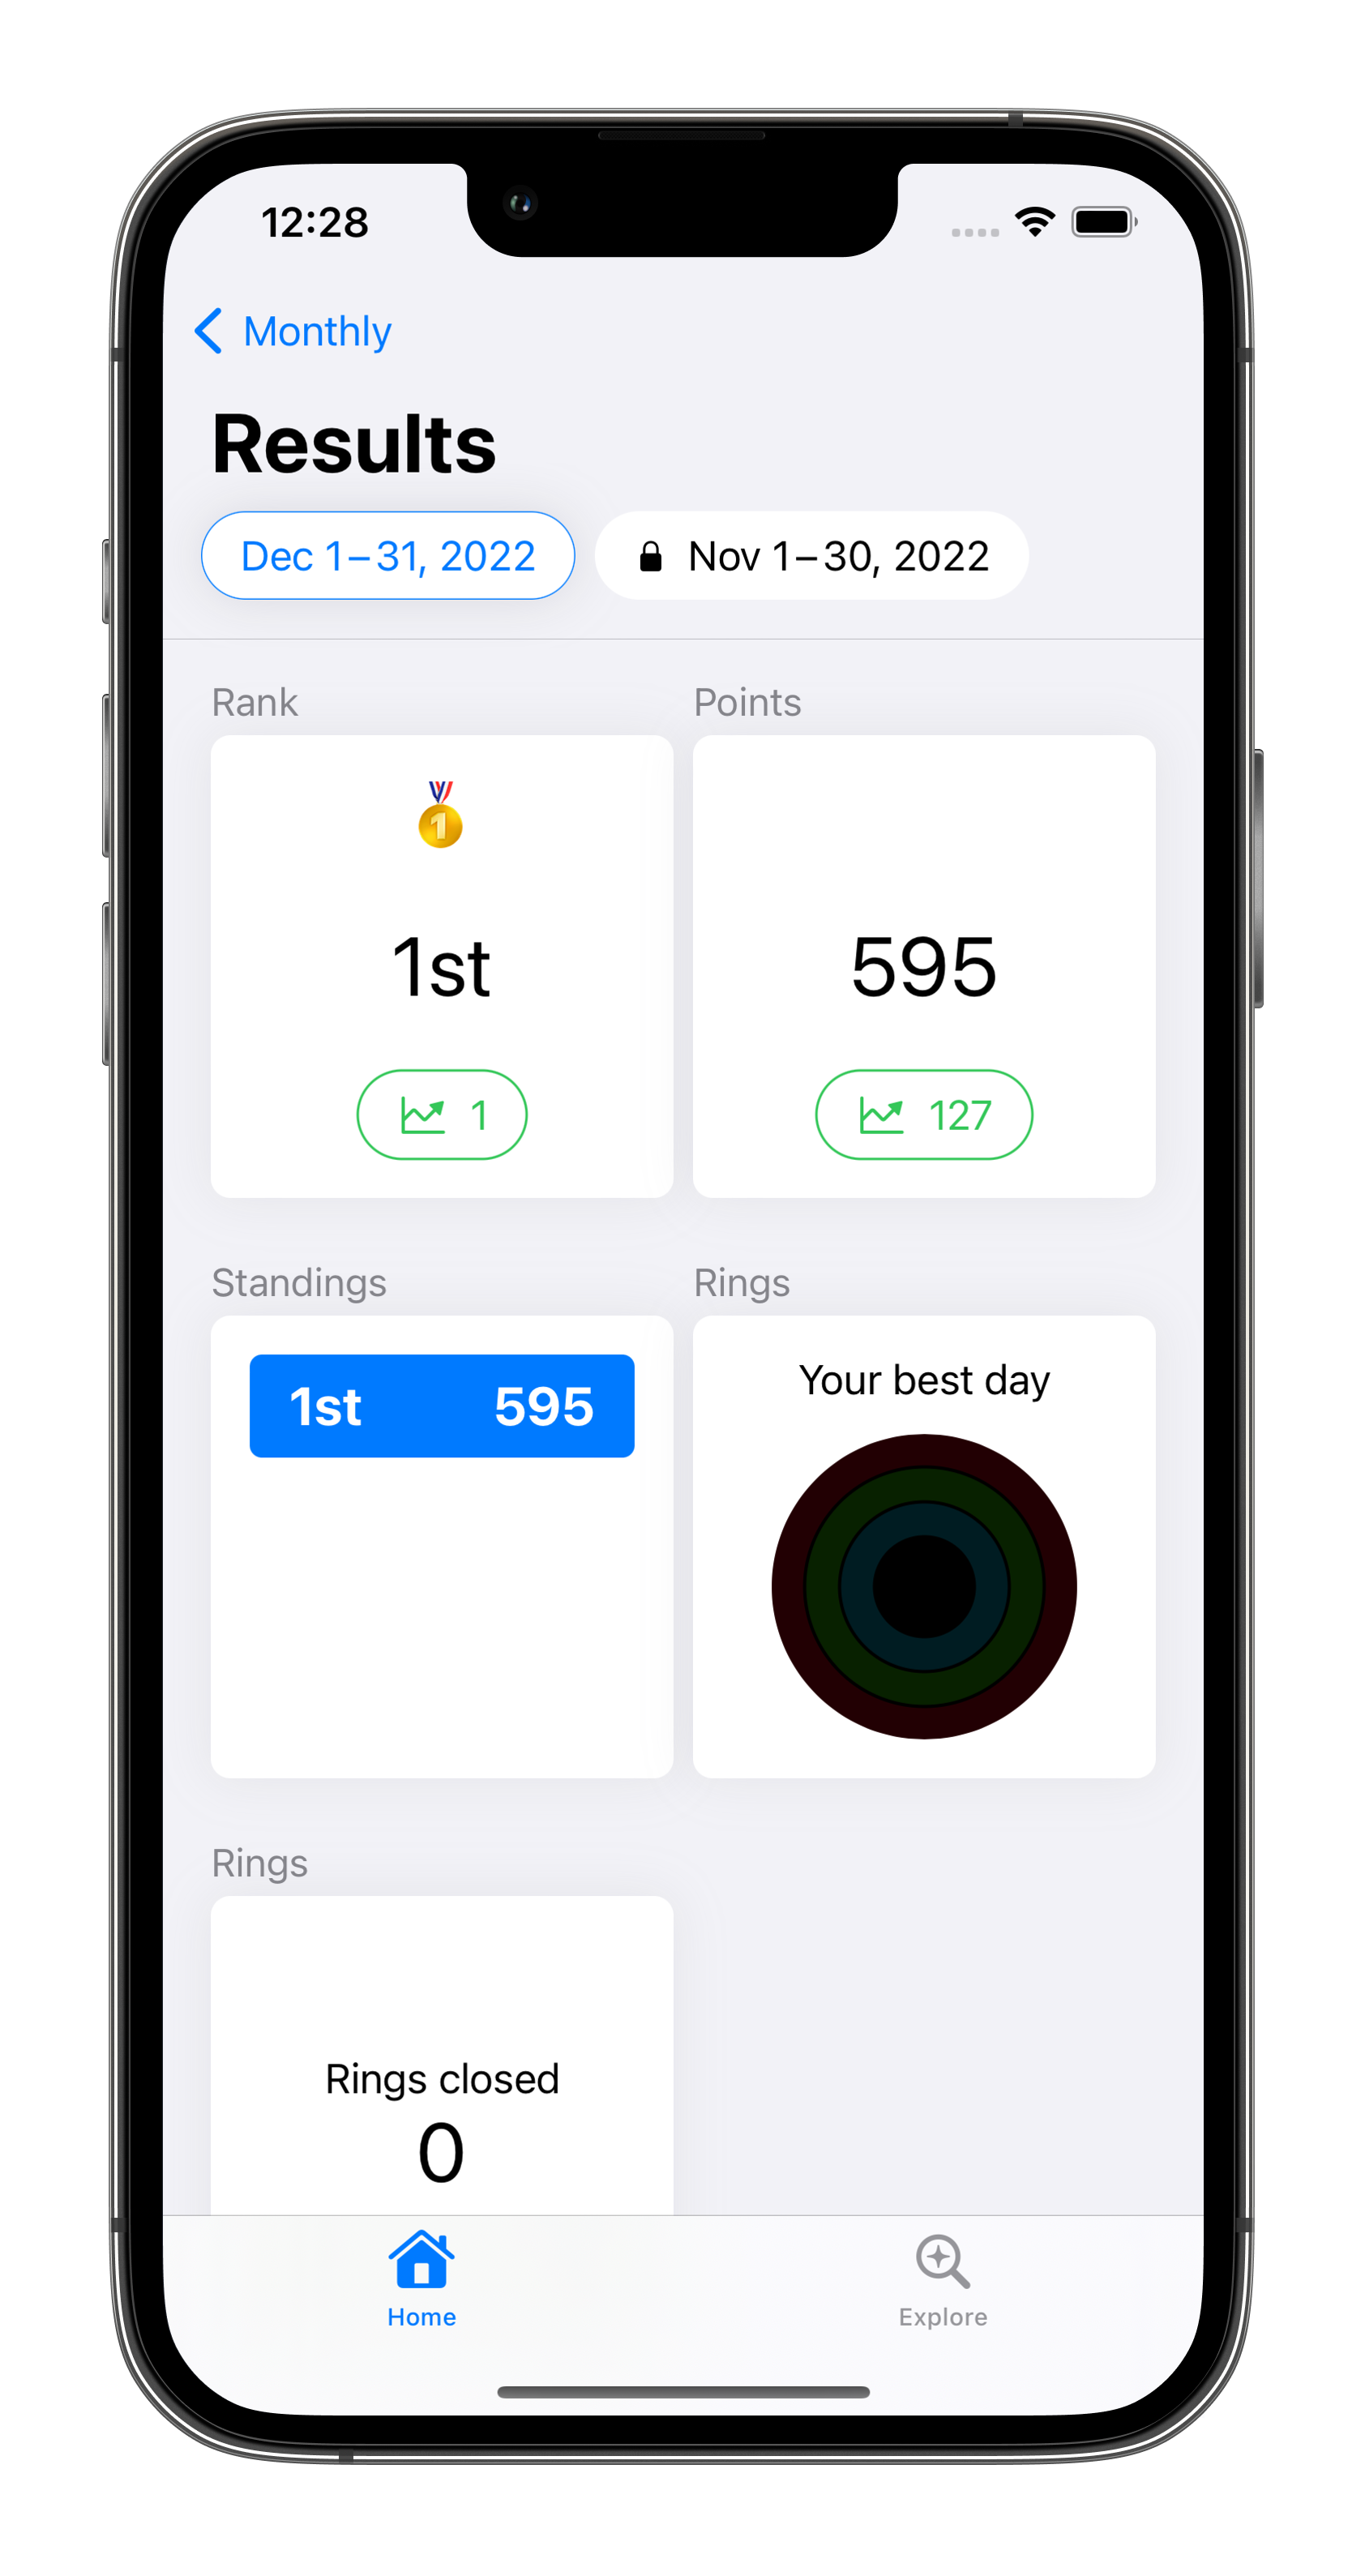 12:28
Monthly
Results
Dec 1–31, 2022
Nov 1–30, 2022
Rank
Points
1
1st
595
1
127
Standings
Rings
1st 595
Your best day
Rings
Rings closed
0
Home
Explore